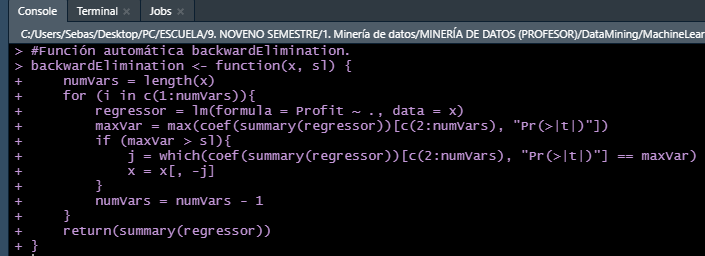 Console Terminal × Jobs ×
C:/Users/Sebas/Desktop/PC/ESCUELA/9. NOVENO SEMESTRE/1. Minería de datos/MINERÍA DE DATOS (PROFESOR)/DataMining/MachineLear
> #Función automática backwardElimination.
> backwardElimination <- function(x, sl) {
+     numVars = length(x)
+     for (i in c(1:numVars)){
+         regressor = lm(formula = Profit ~ ., data = x)
+         maxVar = max(coef(summary(regressor))[c(2:numVars), "Pr(>|t|)"])
+         if (maxVar > sl){
+             j = which(coef(summary(regressor))[c(2:numVars), "Pr(>|t|)"] == maxVar)
+             x = x[, -j]
+         }
+         numVars = numVars - 1
+     }
+     return(summary(regressor))
+ }